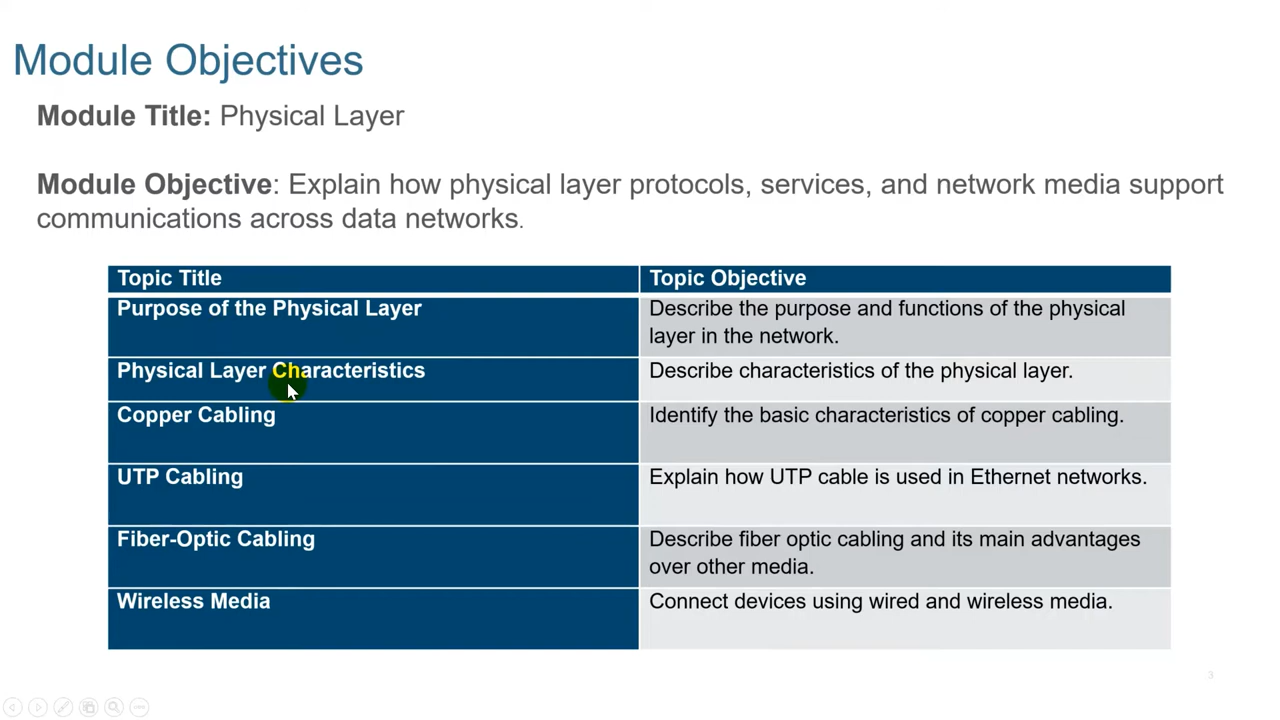 Module Objectives
Module Title: Physical Layer
Module Objective: Explain how physical layer protocols, services, and network media support
communications across data networks.
Topic Title
Topic Objective
Purpose of the Physical Layer
Describe the purpose and functions of the physical
layer in the network.
Physical Layer Characteristics
Describe characteristics of the physical layer.
Copper Cabling
Identify the basic characteristics of copper cabling.
UTP Cabling
Explain how UTP cable is used in Ethernet networks.
Fiber-Optic Cabling
Describe fiber optic cabling and its main advantages
over other media.
Wireless Media
Connect devices using wired and wireless media.
3